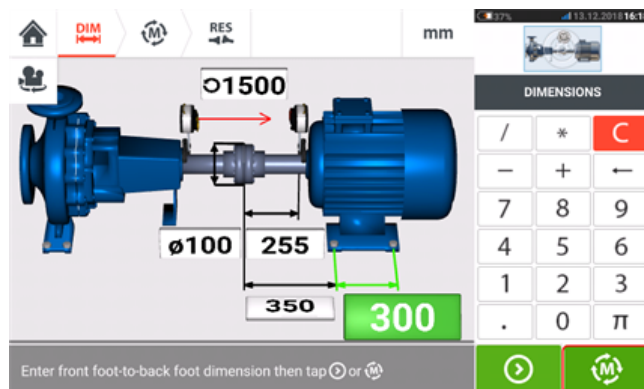 DIM
(M)
RES
mm
37%
13.12.2018 16:18
1500
DIMENSIONS
/ * C
− + ←
7 8 9
4 5 6
1 2 3
. 0 π
ø100
255
350
300
Enter front foot-to-back foot dimension then tap or (M)
(M)